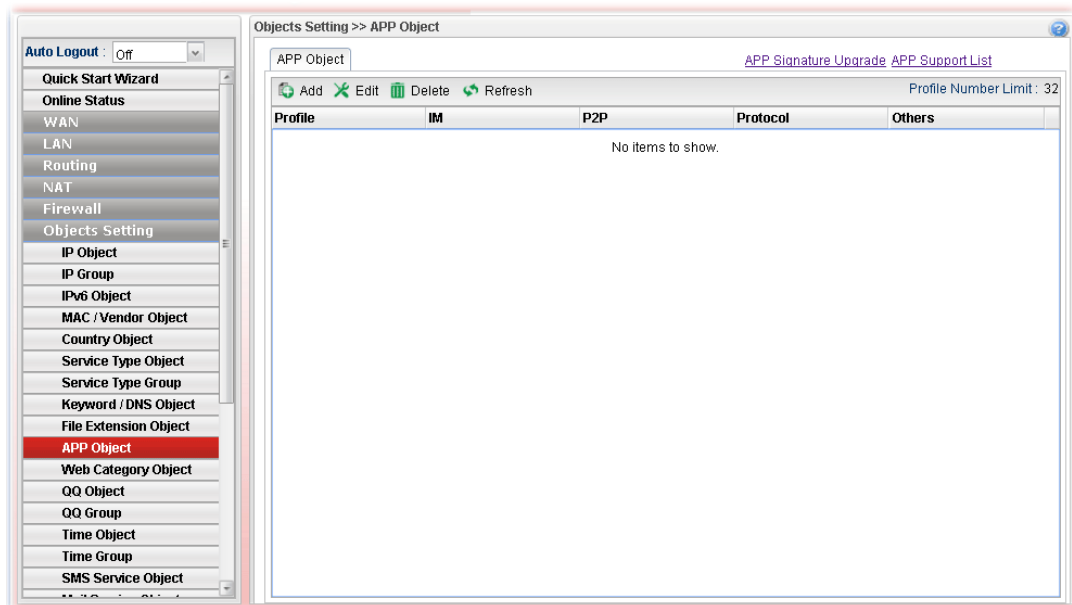 Objects Setting >> APP Object
Auto Logout : Off
Quick Start Wizard
Online Status
WAN
LAN
Routing
NAT
Firewall
Objects Setting
IP Object
IP Group
IPv6 Object
MAC / Vendor Object
Country Object
Service Type Object
Service Type Group
Keyword / DNS Object
File Extension Object
APP Object
Web Category Object
QQ Object
QQ Group
Time Object
Time Group
SMS Service Object
APP Object
APP Signature Upgrade APP Support List
Add Edit Delete Refresh Profile Number Limit : 32
Profile IM P2P Protocol Others
No items to show.